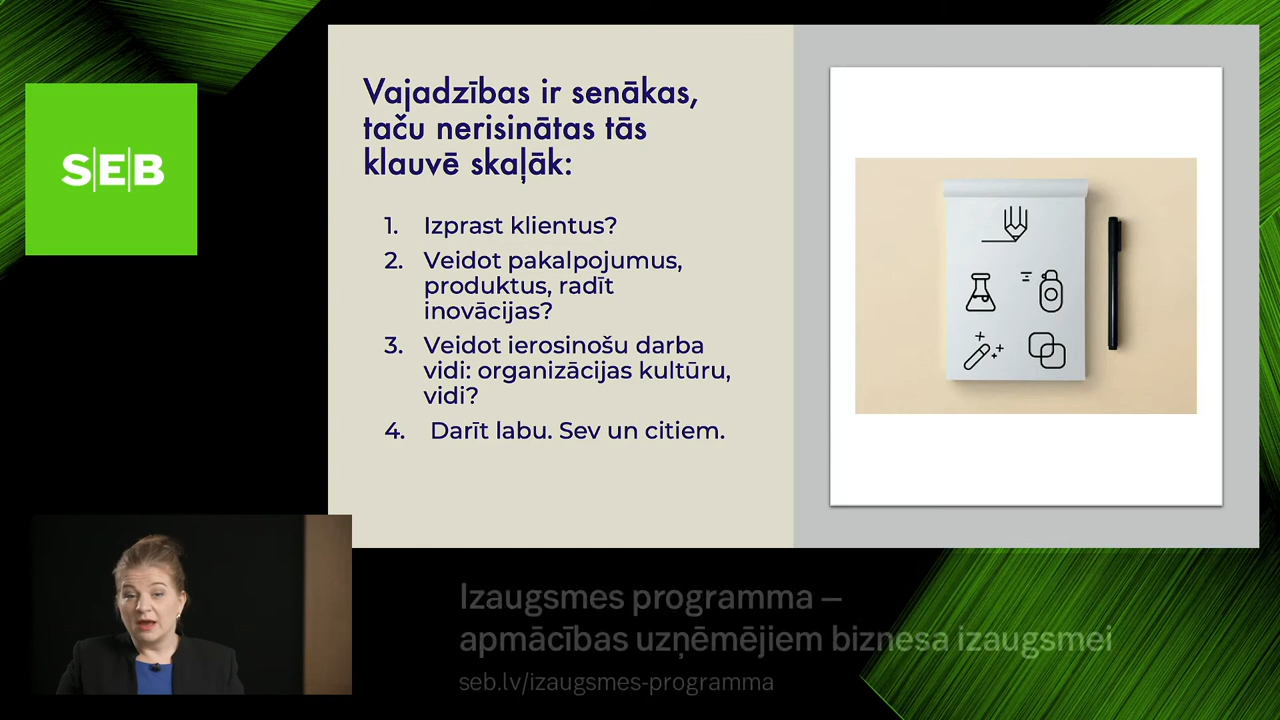 SEB
Vajadzības ir senākas,
taču nerisinātas tās
klauvē skaļāk:
1. Izprast klientus?
2. Veidot pakalpojumus,
produktus, radīt
inovācijas?
3. Veidot ierosinošu darba
vidi: organizācijas kultūru,
vidi?
4. Darīt labu. Sev un citiem.
Izaugsmes programma –
apmācības uzņēmējiem biznesa izaugsmei
seb.lv/izaugsmes-programma